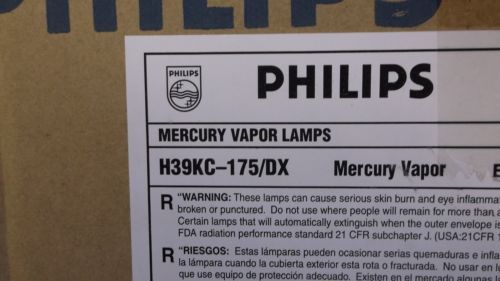 PHILIPS
PHILIPS
PHILIPS
MERCURY VAPOR LAMPS
H39KC-175/DX Mercury Vapor E
R "WARNING: These lamps can cause serious skin burn and eye inflamma
broken or punctured. Do not use where people will remain for more than a
Certain lamps that will automatically extinguish when the outer envelope is
FDA radiation performance standard 21 CFR subchapter J. (USA:21CFR 1
R "RIESGOS: Estas lámparas pueden ocasionar serias quemaduras e infla
la lámpara cuando la cubierta exterior esta rota o fracturada. No usar en l
que use equipo de protección adecuado. Existen en el mercado algunas l